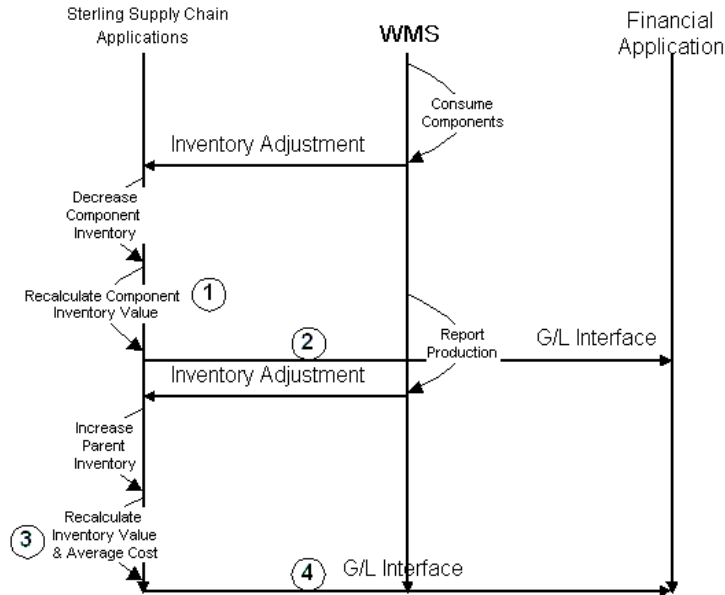 Sterling Supply Chain
Applications
WMS
Financial
Application
Consume
Components
Inventory Adjustment
Decrease
Component
Inventory
Recalculate Component
Inventory Value
1
2
Report
Production
G/L Interface
Inventory Adjustment
Increase
Parent
Inventory
3
Recalculate
Inventory Value
& Average Cost
4
G/L Interface